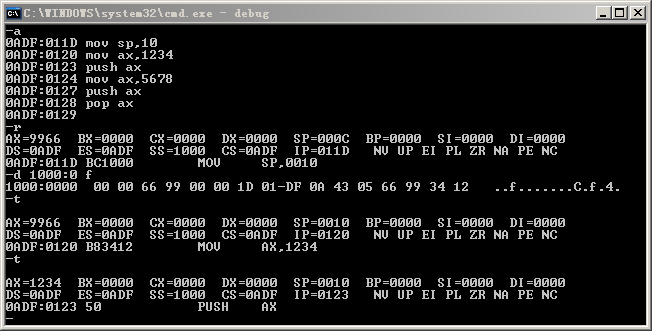 C:\WINDOWS\system32\cmd.exe - debug
-a
0ADF:011D mov sp,10
0ADF:0120 mov ax,1234
0ADF:0123 push ax
0ADF:0124 mov ax,5678
0ADF:0127 push ax
0ADF:0128 pop ax
0ADF:0129
-r
AX=9966  BX=0000  CX=0000  DX=0000  SP=000C  BP=0000  SI=0000  DI=0000
DS=0ADF  ES=0ADF  SS=1000  CS=0ADF  IP=011D   NV UP EI PL ZR NA PE NC
0ADF:011D BC1000        MOV     SP,0010
-d 1000:0 f
1000:0000  00 00 66 99 00 00 1D 01-DF 0A 43 05 66 99 34 12   ..f.......C.f.4.
-t
AX=9966  BX=0000  CX=0000  DX=0000  SP=0010  BP=0000  SI=0000  DI=0000
DS=0ADF  ES=0ADF  SS=1000  CS=0ADF  IP=0120   NV UP EI PL ZR NA PE NC
0ADF:0120 B83412        MOV     AX,1234
-t
AX=1234  BX=0000  CX=0000  DX=0000  SP=0010  BP=0000  SI=0000  DI=0000
DS=0ADF  ES=0ADF  SS=1000  CS=0ADF  IP=0123   NV UP EI PL ZR NA PE NC
0ADF:0123 50            PUSH    AX
-